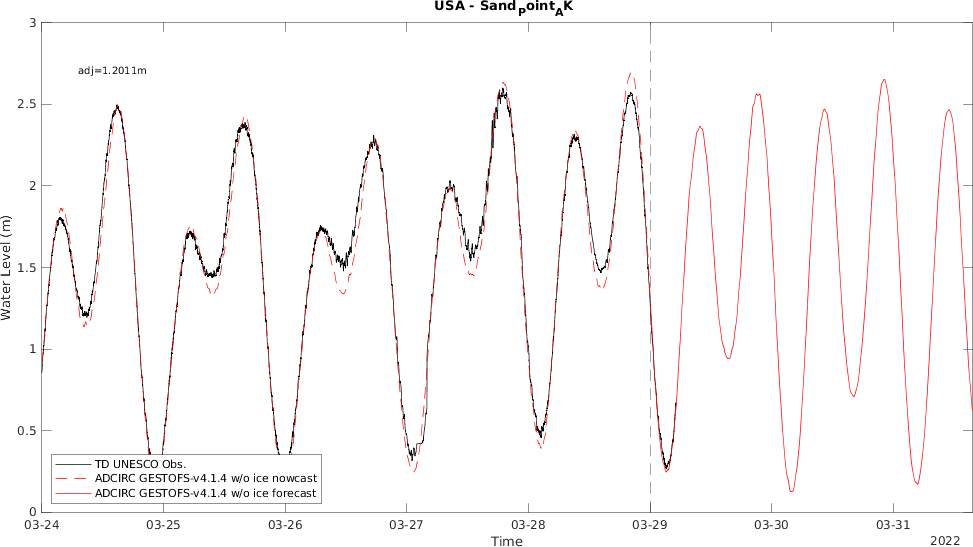 USA - Sand_Point_AK
3
adj=1.2011m
2.5
2
1.5
1
0.5
0
Water Level (m)
TD UNESCO Obs.
ADCIRC GESTOFS-v4.1.4 w/o ice nowcast
ADCIRC GESTOFS-v4.1.4 w/o ice forecast
03-24 03-25 03-26 03-27 03-28 03-29 03-30 03-31
Time
2022